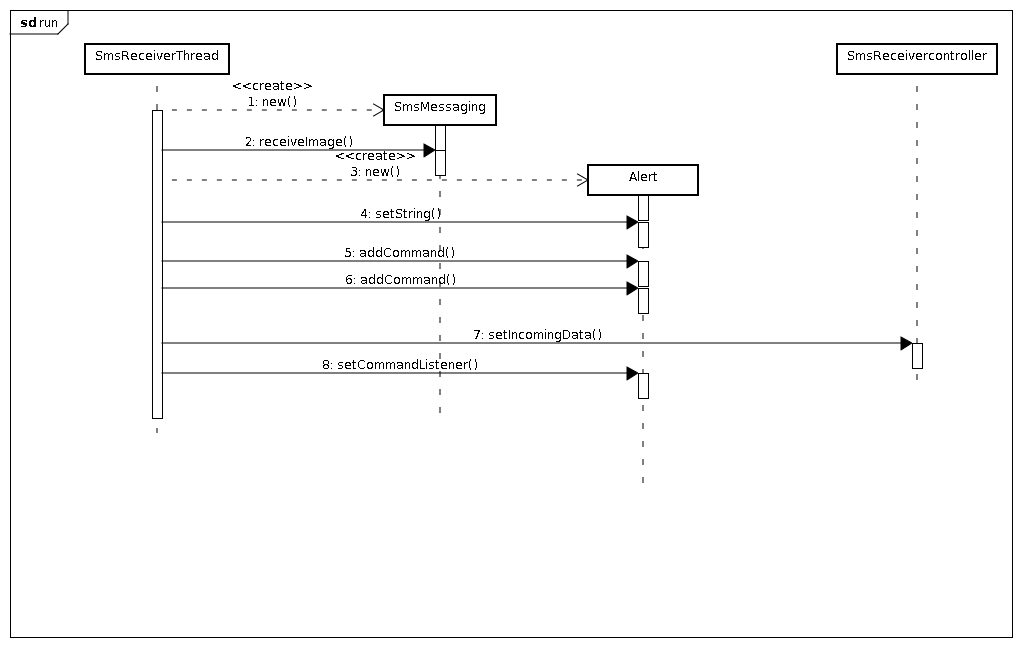 sd run
SmsReceiverThread
SmsReceivercontroller
<<create>>
1: new()
SmsMessaging
2: receiveImage()
<<create>>
3: new()
Alert
4: setString()
5: addCommand()
6: addCommand()
7: setIncomingData()
8: setCommandListener()